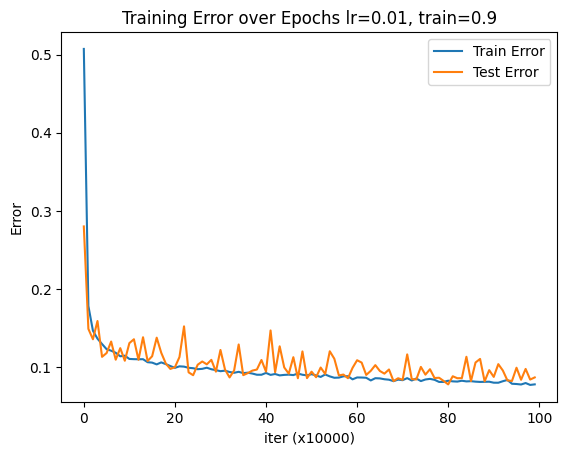 Training Error over Epochs lr=0.01, train=0.9
Train Error
Test Error
Error
0.5
0.4
0.3
0.2
0.1
0 20 40 60 80 100
iter (x10000)